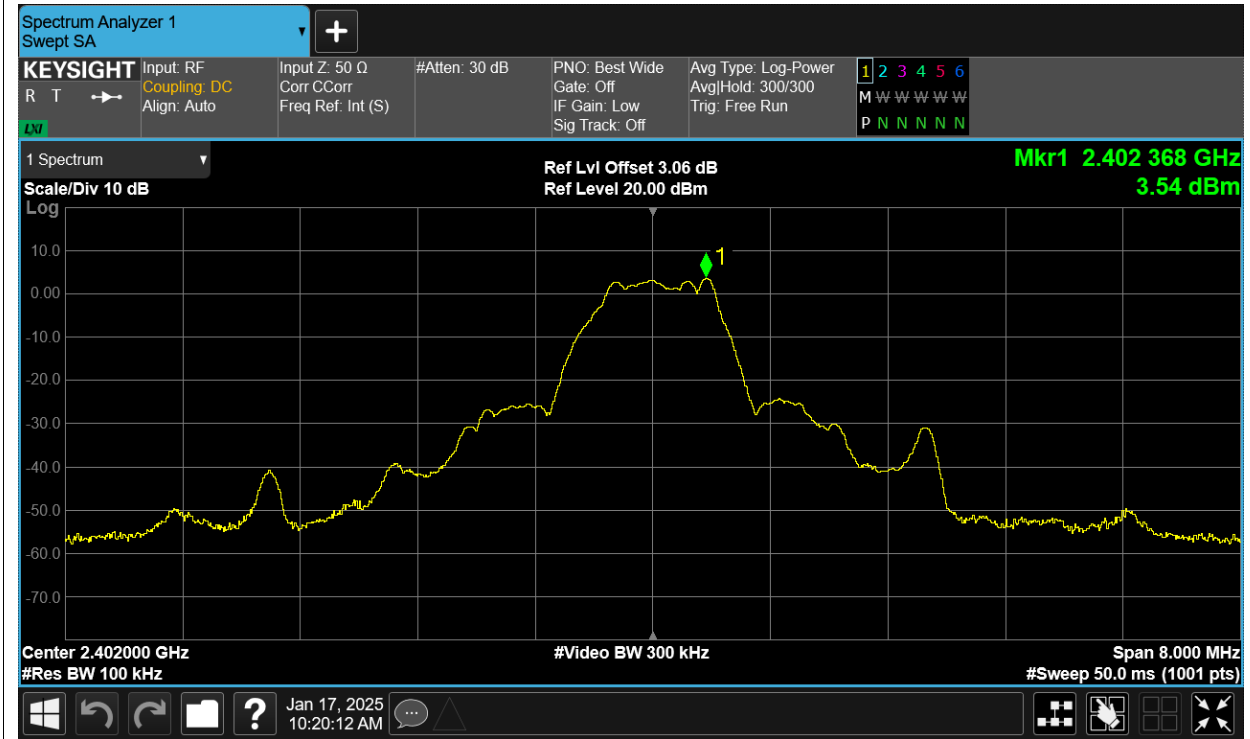 Spectrum Analyzer 1
Swept SA
+
KEYSIGHT
R T
LXI
Input: RF
Coupling: DC
Align: Auto
Input Z: 50 Ω
Corr CCorr
Freq Ref: Int (S)
#Atten: 30 dB
PNO: Best Wide
Gate: Off
IF Gain: Low
Sig Track: Off
Avg Type: Log-Power
Avg|Hold: 300/300
Trig: Free Run
1 2 3 4 5 6
M W W W W W
P N N N N N
1 Spectrum
Scale/Div 10 dB
Log
Ref Lvl Offset 3.06 dB
Ref Level 20.00 dBm
Mkr1 2.402 368 GHz
3.54 dBm
1
10.0
0.00
-10.0
-20.0
-30.0
-40.0
-50.0
-60.0
-70.0
Center 2.402000 GHz
#Res BW 100 kHz
#Video BW 300 kHz
Span 8.000 MHz
#Sweep 50.0 ms (1001 pts)
?
Jan 17, 2025
10:20:12 AM